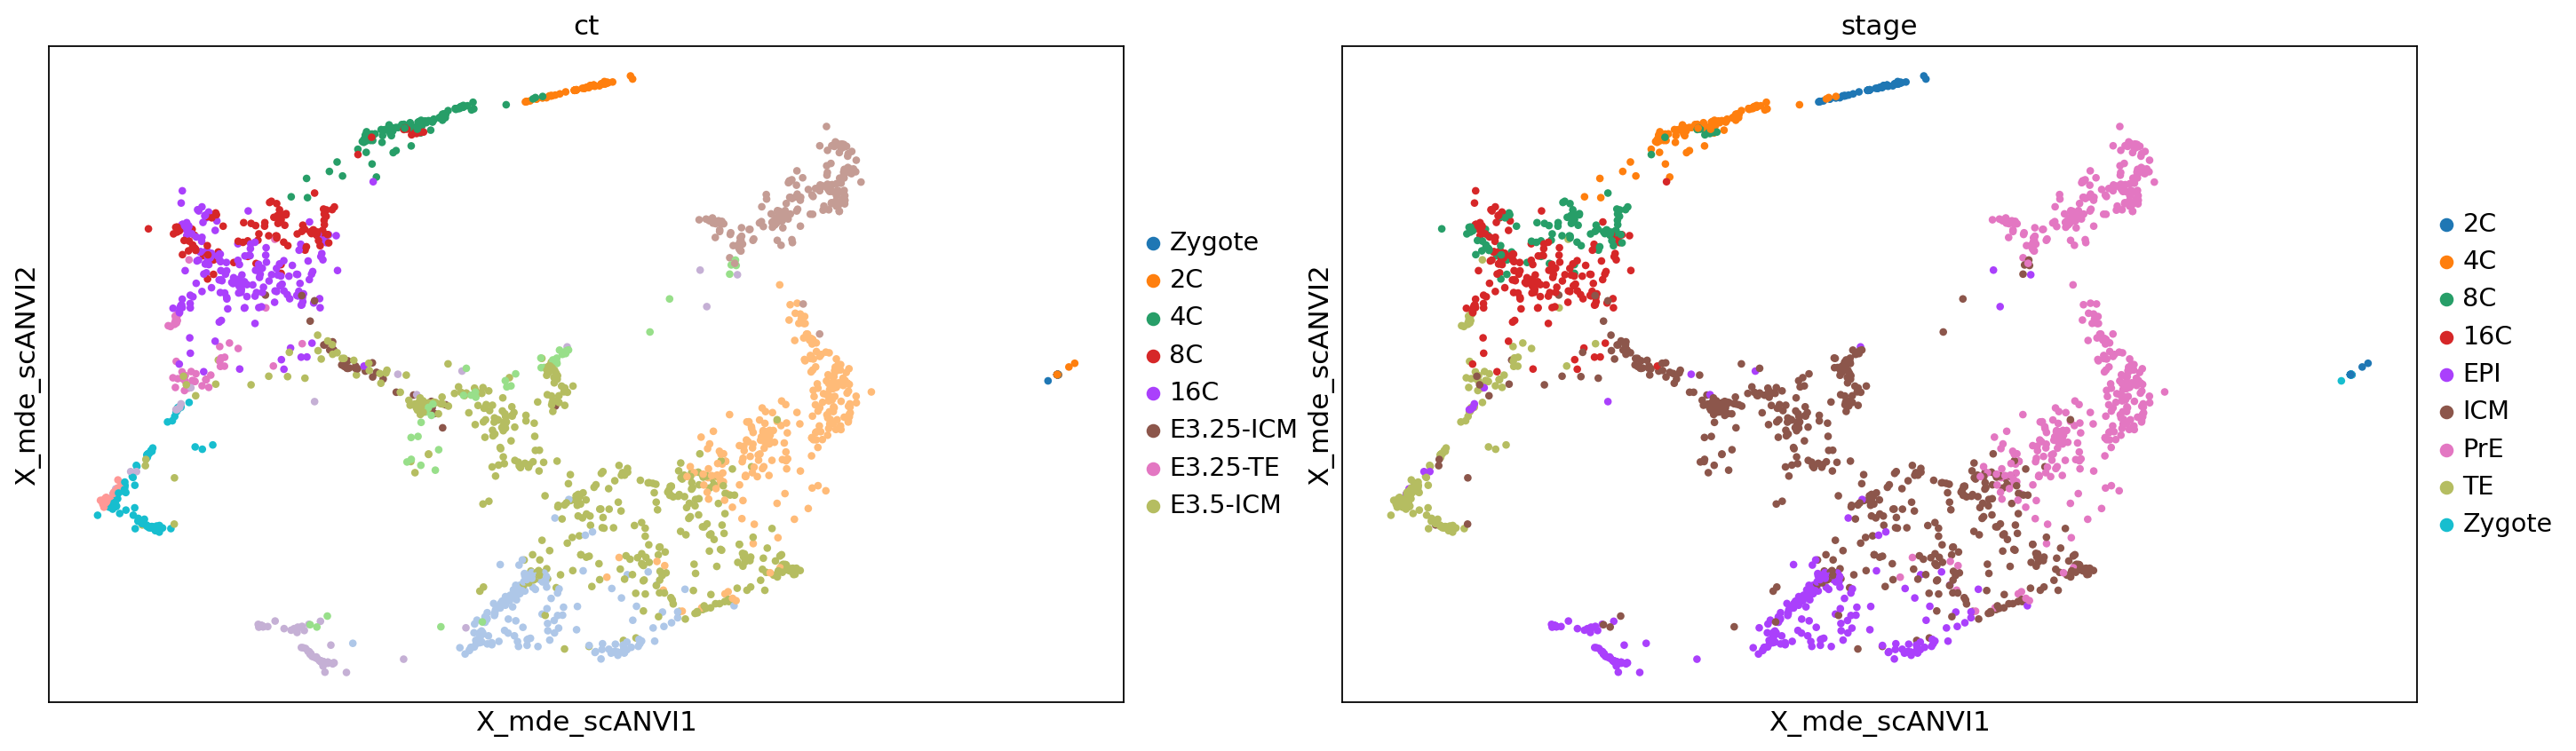 ct
X_mde_scANVI2
X_mde_scANVI1
Zygote
2C
4C
8C
16C
E3.25-ICM
E3.25-TE
E3.5-ICM
stage
X_mde_scANVI2
X_mde_scANVI1
2C
4C
8C
16C
EPI
ICM
PrE
TE
Zygote